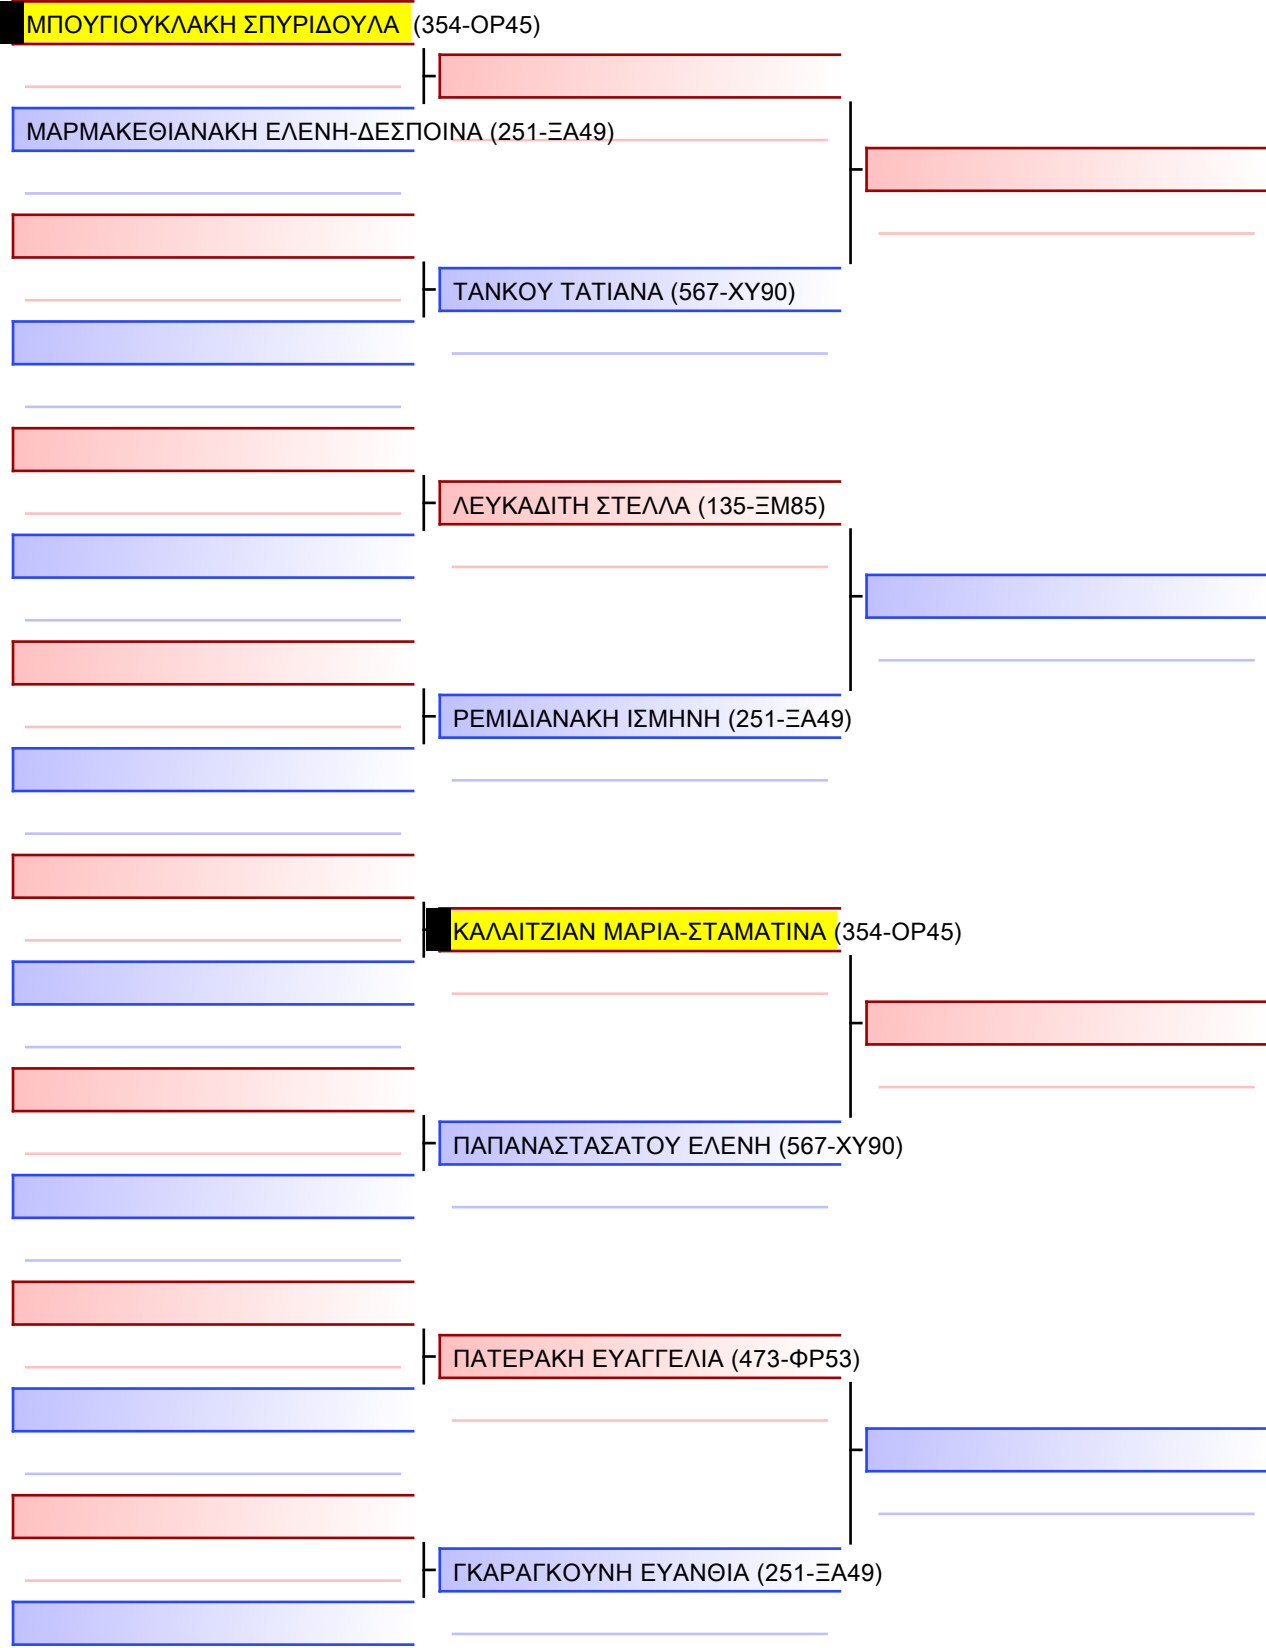 ΜΠΟΥΓΙΟΥΚΛΑΚΗ ΣΠΥΡΙΔΟΥΛΑ (354-ΟΡ45)
ΜΑΡΜΑΚΕΘΙΑΝΑΚΗ ΕΛΕΝΗ-ΔΕΣΠΟΙΝΑ (251-ΞΑ49)
ΤΑΝΚΟΥ ΤΑΤΙΑΝΑ (567-ΧΥ90)
ΛΕΥΚΑΔΙΤΗ ΣΤΕΛΛΑ (135-ΞΜ85)
ΡΕΜΙΔΙΑΝΑΚΗ ΙΣΜΗΝΗ (251-ΞΑ49)
ΚΑΛΑΙΤΖΙΑΝ ΜΑΡΙΑ-ΣΤΑΜΑΤΙΝΑ (354-ΟΡ45)
ΠΑΠΑΝΑΣΤΑΣΑΤΟΥ ΕΛΕΝΗ (567-ΧΥ90)
ΠΑΤΕΡΑΚΗ ΕΥΑΓΓΕΛΙΑ (473-ΦΡ53)
ΓΚΑΡΑΓΚΟΥΝΗ ΕΥΑΝΘΙΑ (251-ΞΑ49)